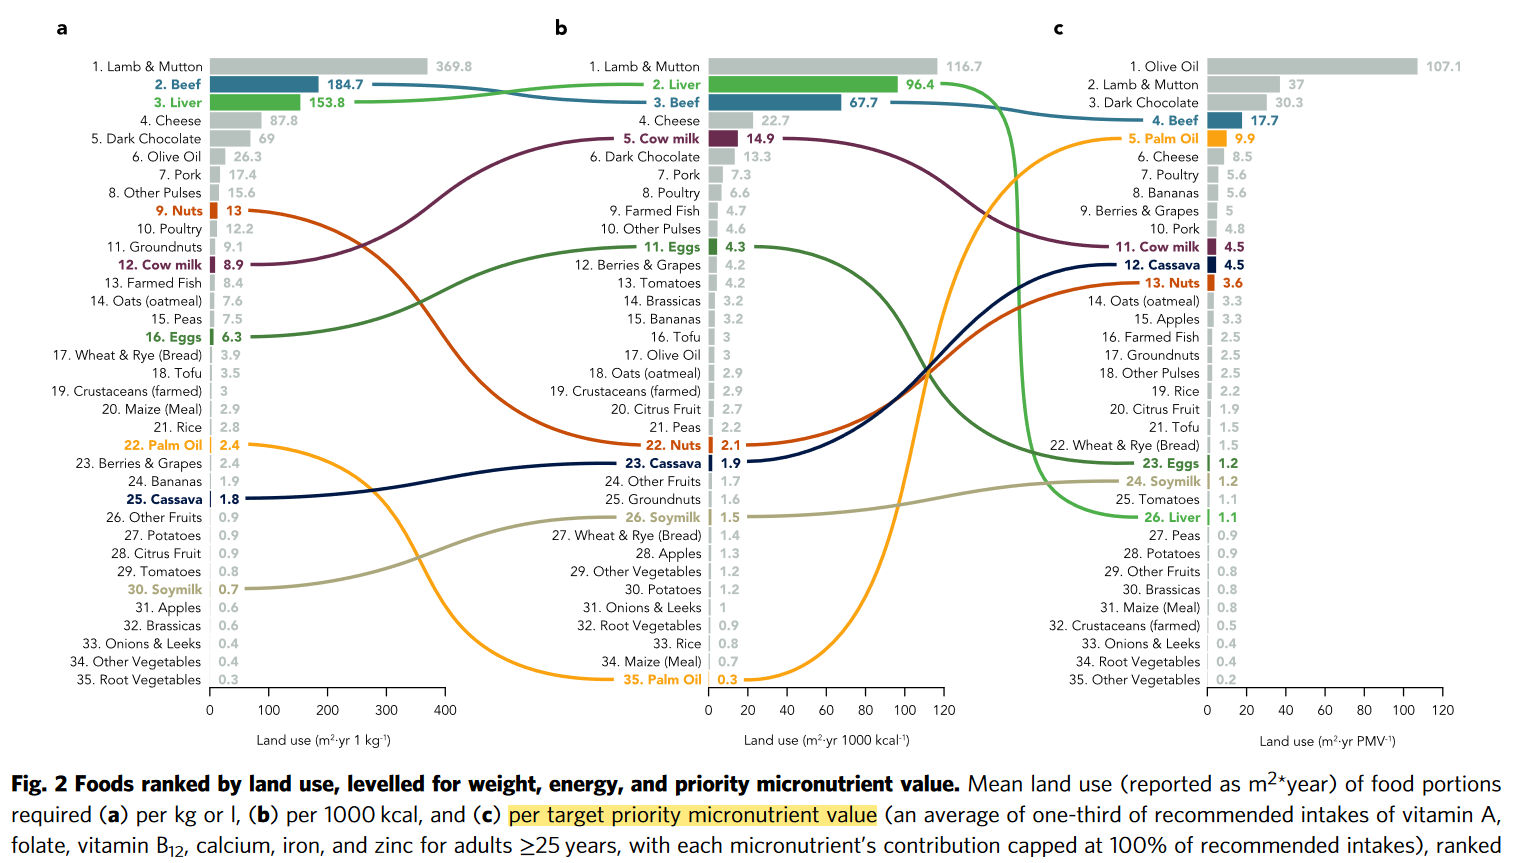 a
1. Lamb & Mutton 369.8
2. Beef 184.7
3. Liver 153.8
4. Cheese 87.8
5. Dark Chocolate 69
6. Olive Oil 26.3
7. Pork 17.4
8. Other Pulses 15.6
9. Nuts 13
10. Poultry 12.2
11. Groundnuts 9.1
12. Cow milk 8.9
13. Farmed Fish 8.4
14. Oats (oatmeal) 7.6
15. Peas 7.5
16. Eggs 6.3
17. Wheat & Rye (Bread) 3.9
18. Tofu 3.5
19. Crustaceans (farmed) 3
20. Maize (Meal) 2.9
21. Rice 2.8
22. Palm Oil 2.4
23. Berries & Grapes 2.4
24. Bananas 1.9
25. Cassava 1.8
26. Other Fruits 0.9
27. Potatoes 0.9
28. Citrus Fruit 0.9
29. Tomatoes 0.8
30. Soymilk 0.7
31. Apples 0.6
32. Brassicas 0.6
33. Onions & Leeks 0.4
34. Other Vegetables 0.4
35. Root Vegetables 0.3
0 100 200 300 400
Land use (m²·yr 1 kg⁻¹)
b
1. Lamb & Mutton 116.7
2. Liver 96.4
3. Beef 67.7
4. Cheese 22.7
5. Cow milk 14.9
6. Dark Chocolate 13.3
7. Pork 7.3
8. Poultry 6.6
9. Farmed Fish 4.7
10. Other Pulses 4.6
11. Eggs 4.3
12. Berries & Grapes 4.2
13. Tomatoes 4.2
14. Brassicas 3.2
15. Bananas 3.2
16. Tofu 3
17. Olive Oil 3
18. Oats (oatmeal) 2.9
19. Crustaceans (farmed) 2.9
20. Citrus Fruit 2.7
21. Peas 2.2
22. Nuts 2.1
23. Cassava 1.9
24. Other Fruits 1.7
25. Groundnuts 1.6
26. Soymilk 1.5
27. Wheat & Rye (Bread) 1.4
28. Apples 1.3
29. Other Vegetables 1.2
30. Potatoes 1.2
31. Onions & Leeks 1
32. Root Vegetables 0.9
33. Rice 0.8
34. Maize (Meal) 0.7
35. Palm Oil 0.3
0 20 40 60 80 100 120
Land use (m²·yr 1000 kcal⁻¹)
c
1. Olive Oil 107.1
2. Lamb & Mutton 37
3. Dark Chocolate 30.3
4. Beef 17.7
5. Palm Oil 9.9
6. Cheese 8.5
7. Poultry 5.6
8. Bananas 5.6
9. Berries & Grapes 5
10. Pork 4.8
11. Cow milk 4.5
12. Cassava 4.5
13. Nuts 3.6
14. Oats (oatmeal) 3.3
15. Apples 3.3
16. Farmed Fish 2.5
17. Groundnuts 2.5
18. Other Pulses 2.5
19. Rice 2.2
20. Citrus Fruit 1.9
21. Tofu 1.5
22. Wheat & Rye (Bread) 1.5
23. Eggs 1.2
24. Soymilk 1.2
25. Tomatoes 1.1
26. Liver 1.1
27. Peas 0.9
28. Potatoes 0.9
29. Other Fruits 0.8
30. Brassicas 0.8
31. Maize (Meal) 0.8
32. Crustaceans (farmed) 0.5
33. Onions & Leeks 0.4
34. Root Vegetables 0.4
35. Other Vegetables 0.2
0 20 40 60 80 100 120
Land use (m²·yr PMV⁻¹)
Fig. 2 Foods ranked by land use, levelled for weight, energy, and priority micronutrient value. Mean land use (reported as m2*year) of food portions
required (a) per kg or l, (b) per 1000 kcal, and (c) per target priority micronutrient value (an average of one-third of recommended intakes of vitamin A,
folate, vitamin B₁₂, calcium, iron, and zinc for adults ≥25 years, with each micronutrient's contribution capped at 100% of recommended intakes), ranked